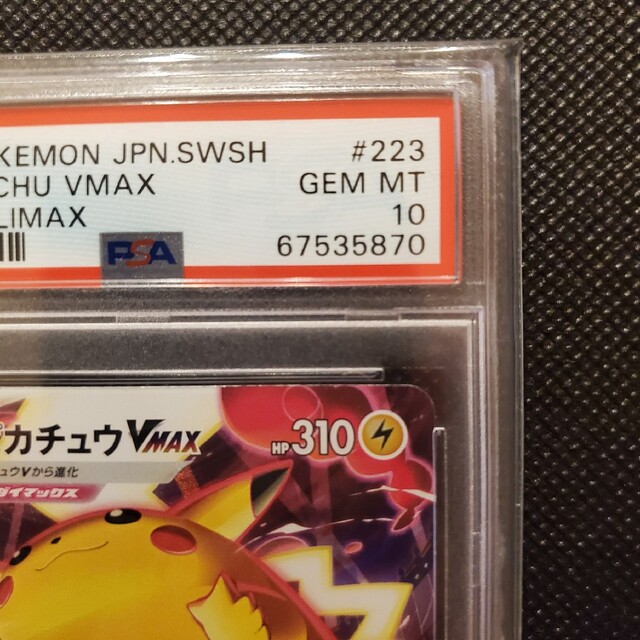 KEMON JPN.SWSH #223
CHU VMAX GEM MT
LIMAX 10
PSA 67535870
カチュウVMAX HP310
ュウVから進化
ダイマックス